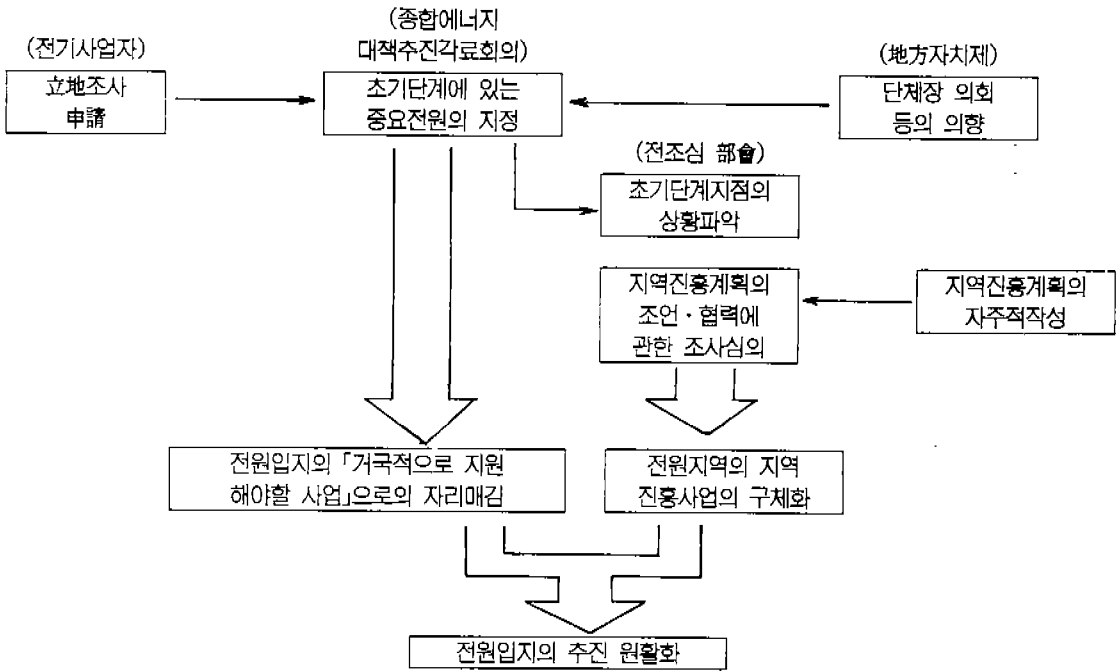 (전기사업자)
立地조사
申請
(종합에너지
대책추진각료회의)
초기단계에 있는
중요전원의 지정
(地方자치제)
단체장 의회
등의 의향
(전조심 部會)
초기단계지점의
상황파악
지역진흥계획의
조언·협력에
관한 조사심의
지역진흥계획의
자주적작성
전원입지의 「거국적으로 지원
해야할 사업」으로의 자리매김
전원지역의 지역
진흥사업의 구체화
전원입지의 추진 원활화